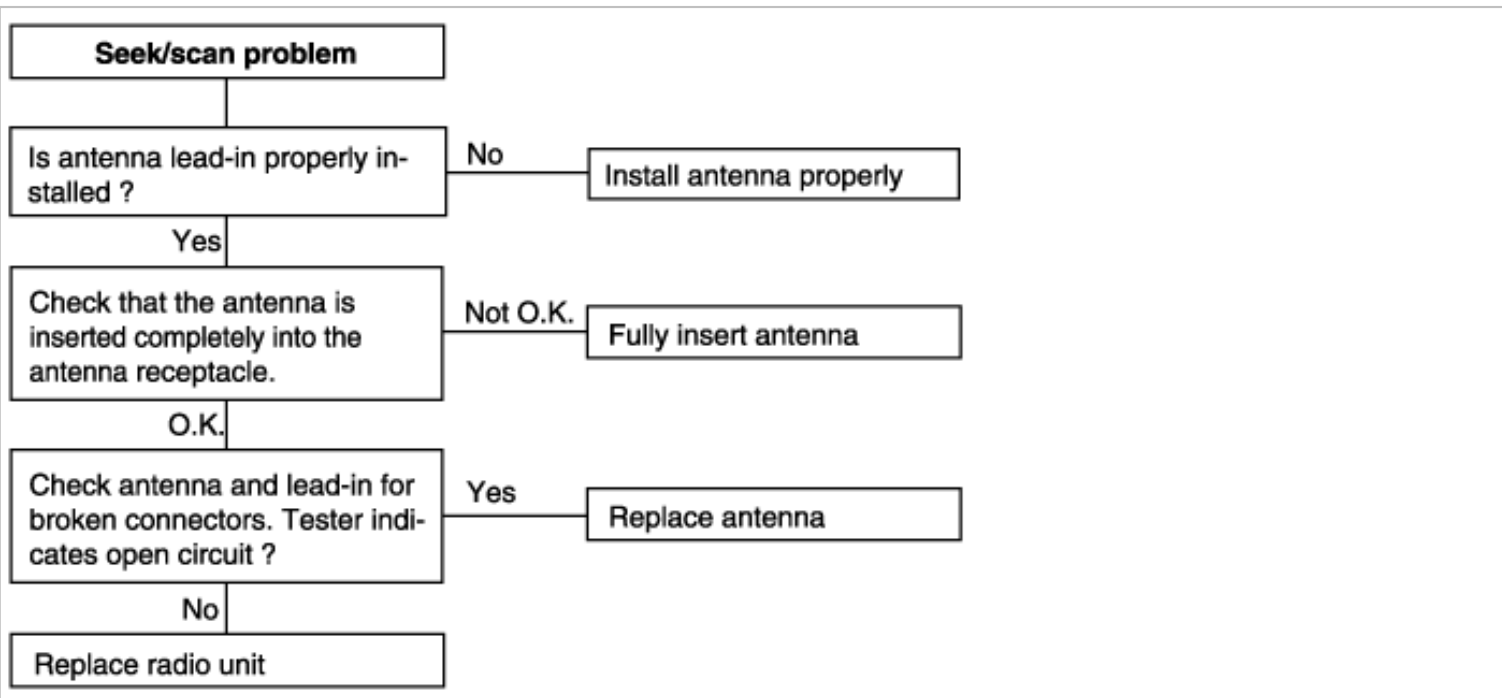 Seek/scan problem
Is antenna lead-in properly in-
stalled ?
No
Install antenna properly
Yes
Check that the antenna is
inserted completely into the
antenna receptacle.
Not O.K.
Fully insert antenna
O.K.
Check antenna and lead-in for
broken connectors. Tester indi-
cates open circuit ?
Yes
Replace antenna
No
Replace radio unit